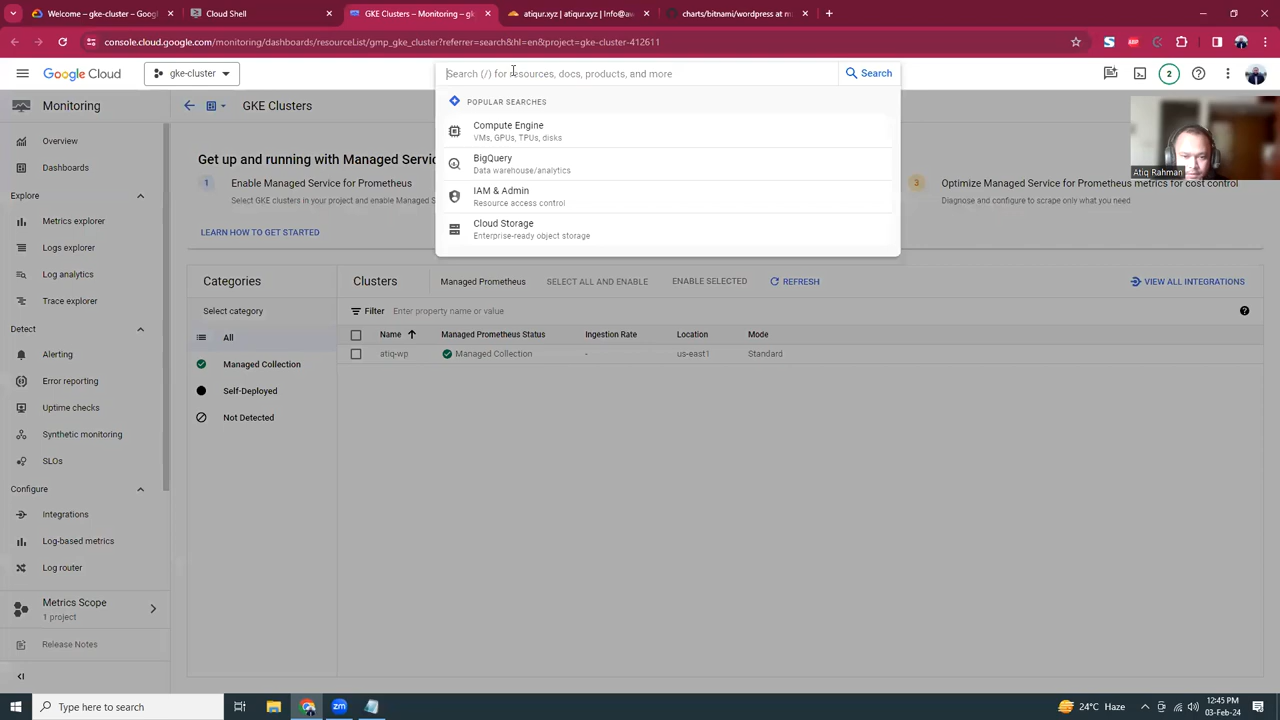 Welcome – gke-cluster – Google
Cloud Shell
GKE Clusters – Monitoring – gke
atiqur.xyz | atiqur.xyz | Info@aw
charts/bitnami/wordpress at m
console.cloud.google.com/monitoring/dashboards/resourceList/gmp_gke_cluster?referrer=search&hl=en&project=gke-cluster-412611
Google Cloud
gke-cluster
Search (/) for resources, docs, products, and more
Search
2
Monitoring
GKE Clusters
POPULAR SEARCHES
Compute Engine
VMs, GPUs, TPUs, disks
BigQuery
Data warehouse/analytics
IAM & Admin
Resource access control
Cloud Storage
Enterprise-ready object storage
Atiq Rahman
Overview
Dashboards
Explore
Metrics explorer
Logs explorer
Log analytics
Trace explorer
Detect
Alerting
Error reporting
Uptime checks
Synthetic monitoring
SLOs
Configure
Integrations
Log-based metrics
Log router
Metrics Scope
1 project
Release Notes
Get up and running with Managed Servic
1
Enable Managed Service for Prometheus
Select GKE clusters in your project and enable Managed S
LEARN HOW TO GET STARTED
3
Optimize Managed Service for Prometheus metrics for cost control
Diagnose and configure to scrape only what you need
Categories
Select category
All
Managed Collection
Self-Deployed
Not Detected
Clusters
Managed Prometheus
SELECT ALL AND ENABLE
ENABLE SELECTED
REFRESH
VIEW ALL INTEGRATIONS
Filter
Enter property name or value
Name Managed Prometheus Status Ingestion Rate Location Mode
atiq-wp Managed Collection - us-east1 Standard
Type here to search
zm
24°C Haze
12:45 PM
03-Feb-24